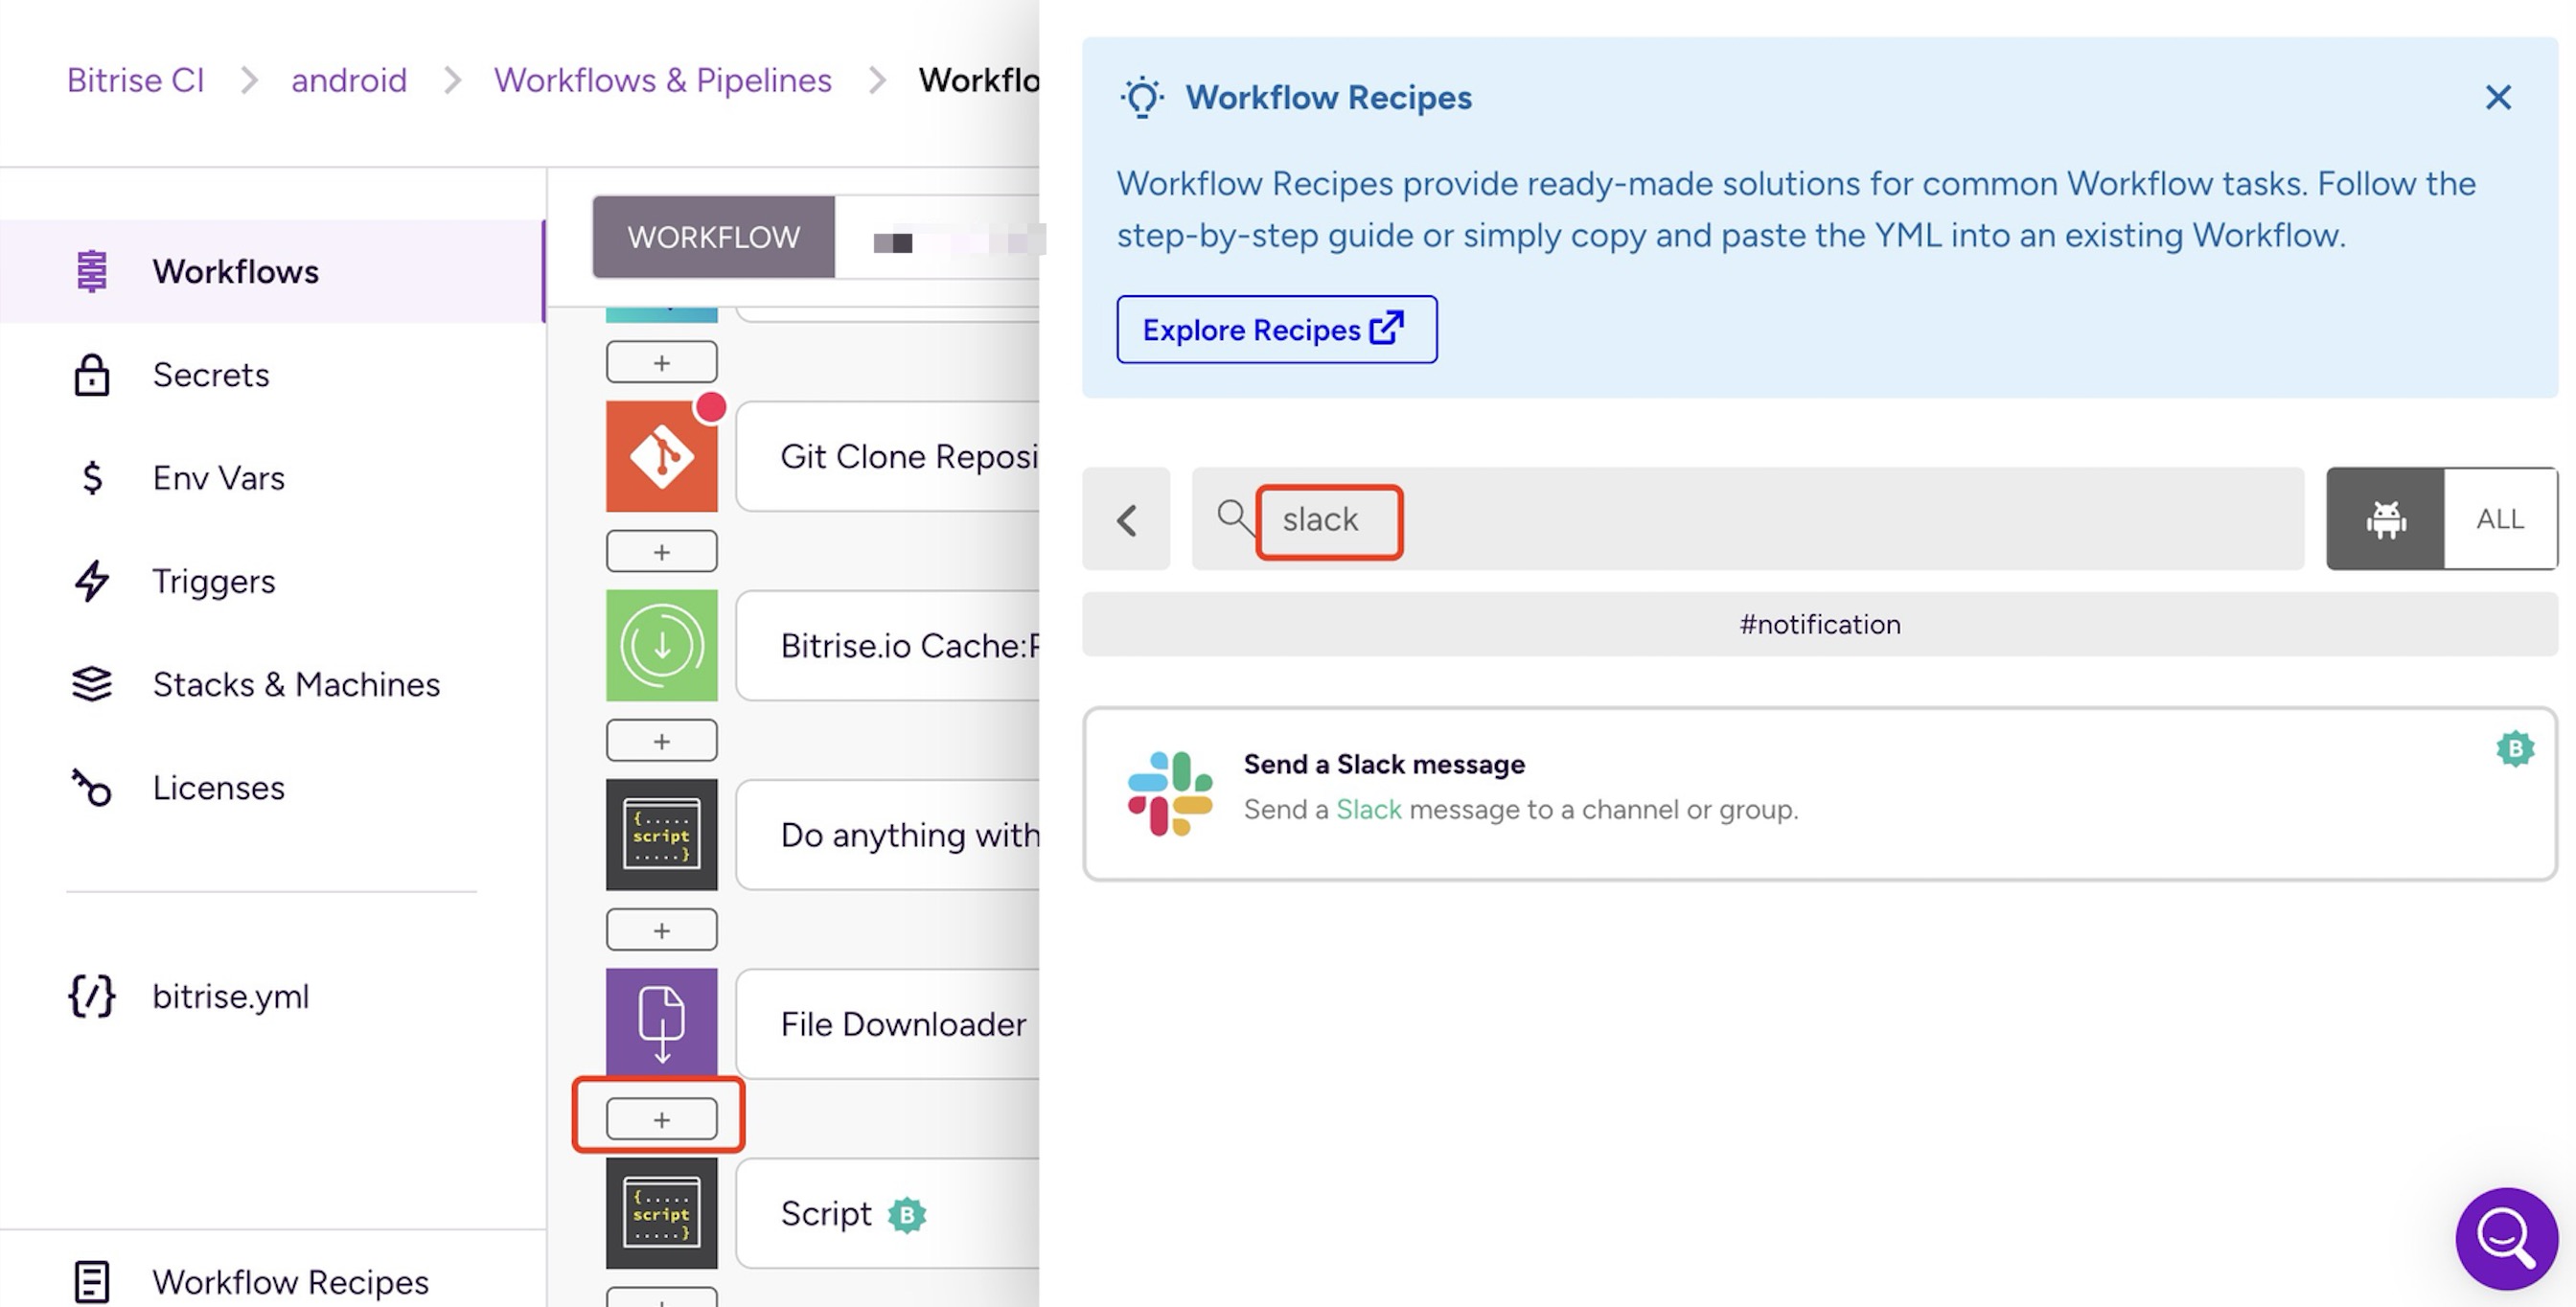 Bitrise CI > android > Workflows & Pipelines > Workflo
Workflows
Secrets
$ Env Vars
Triggers
Stacks & Machines
Licenses
{/} bitrise.yml
Workflow Recipes
WORKFLOW
+
Git Clone Reposi
+
Bitrise.io Cache:P
+
{.....
script
.....}
Do anything with
+
File Downloader
+
{.....
script
.....}
Script B
Workflow Recipes
Workflow Recipes provide ready-made solutions for common Workflow tasks. Follow the
step-by-step guide or simply copy and paste the YML into an existing Workflow.
Explore Recipes
slack
ALL
#notification
Send a Slack message
B
Send a Slack message to a channel or group.